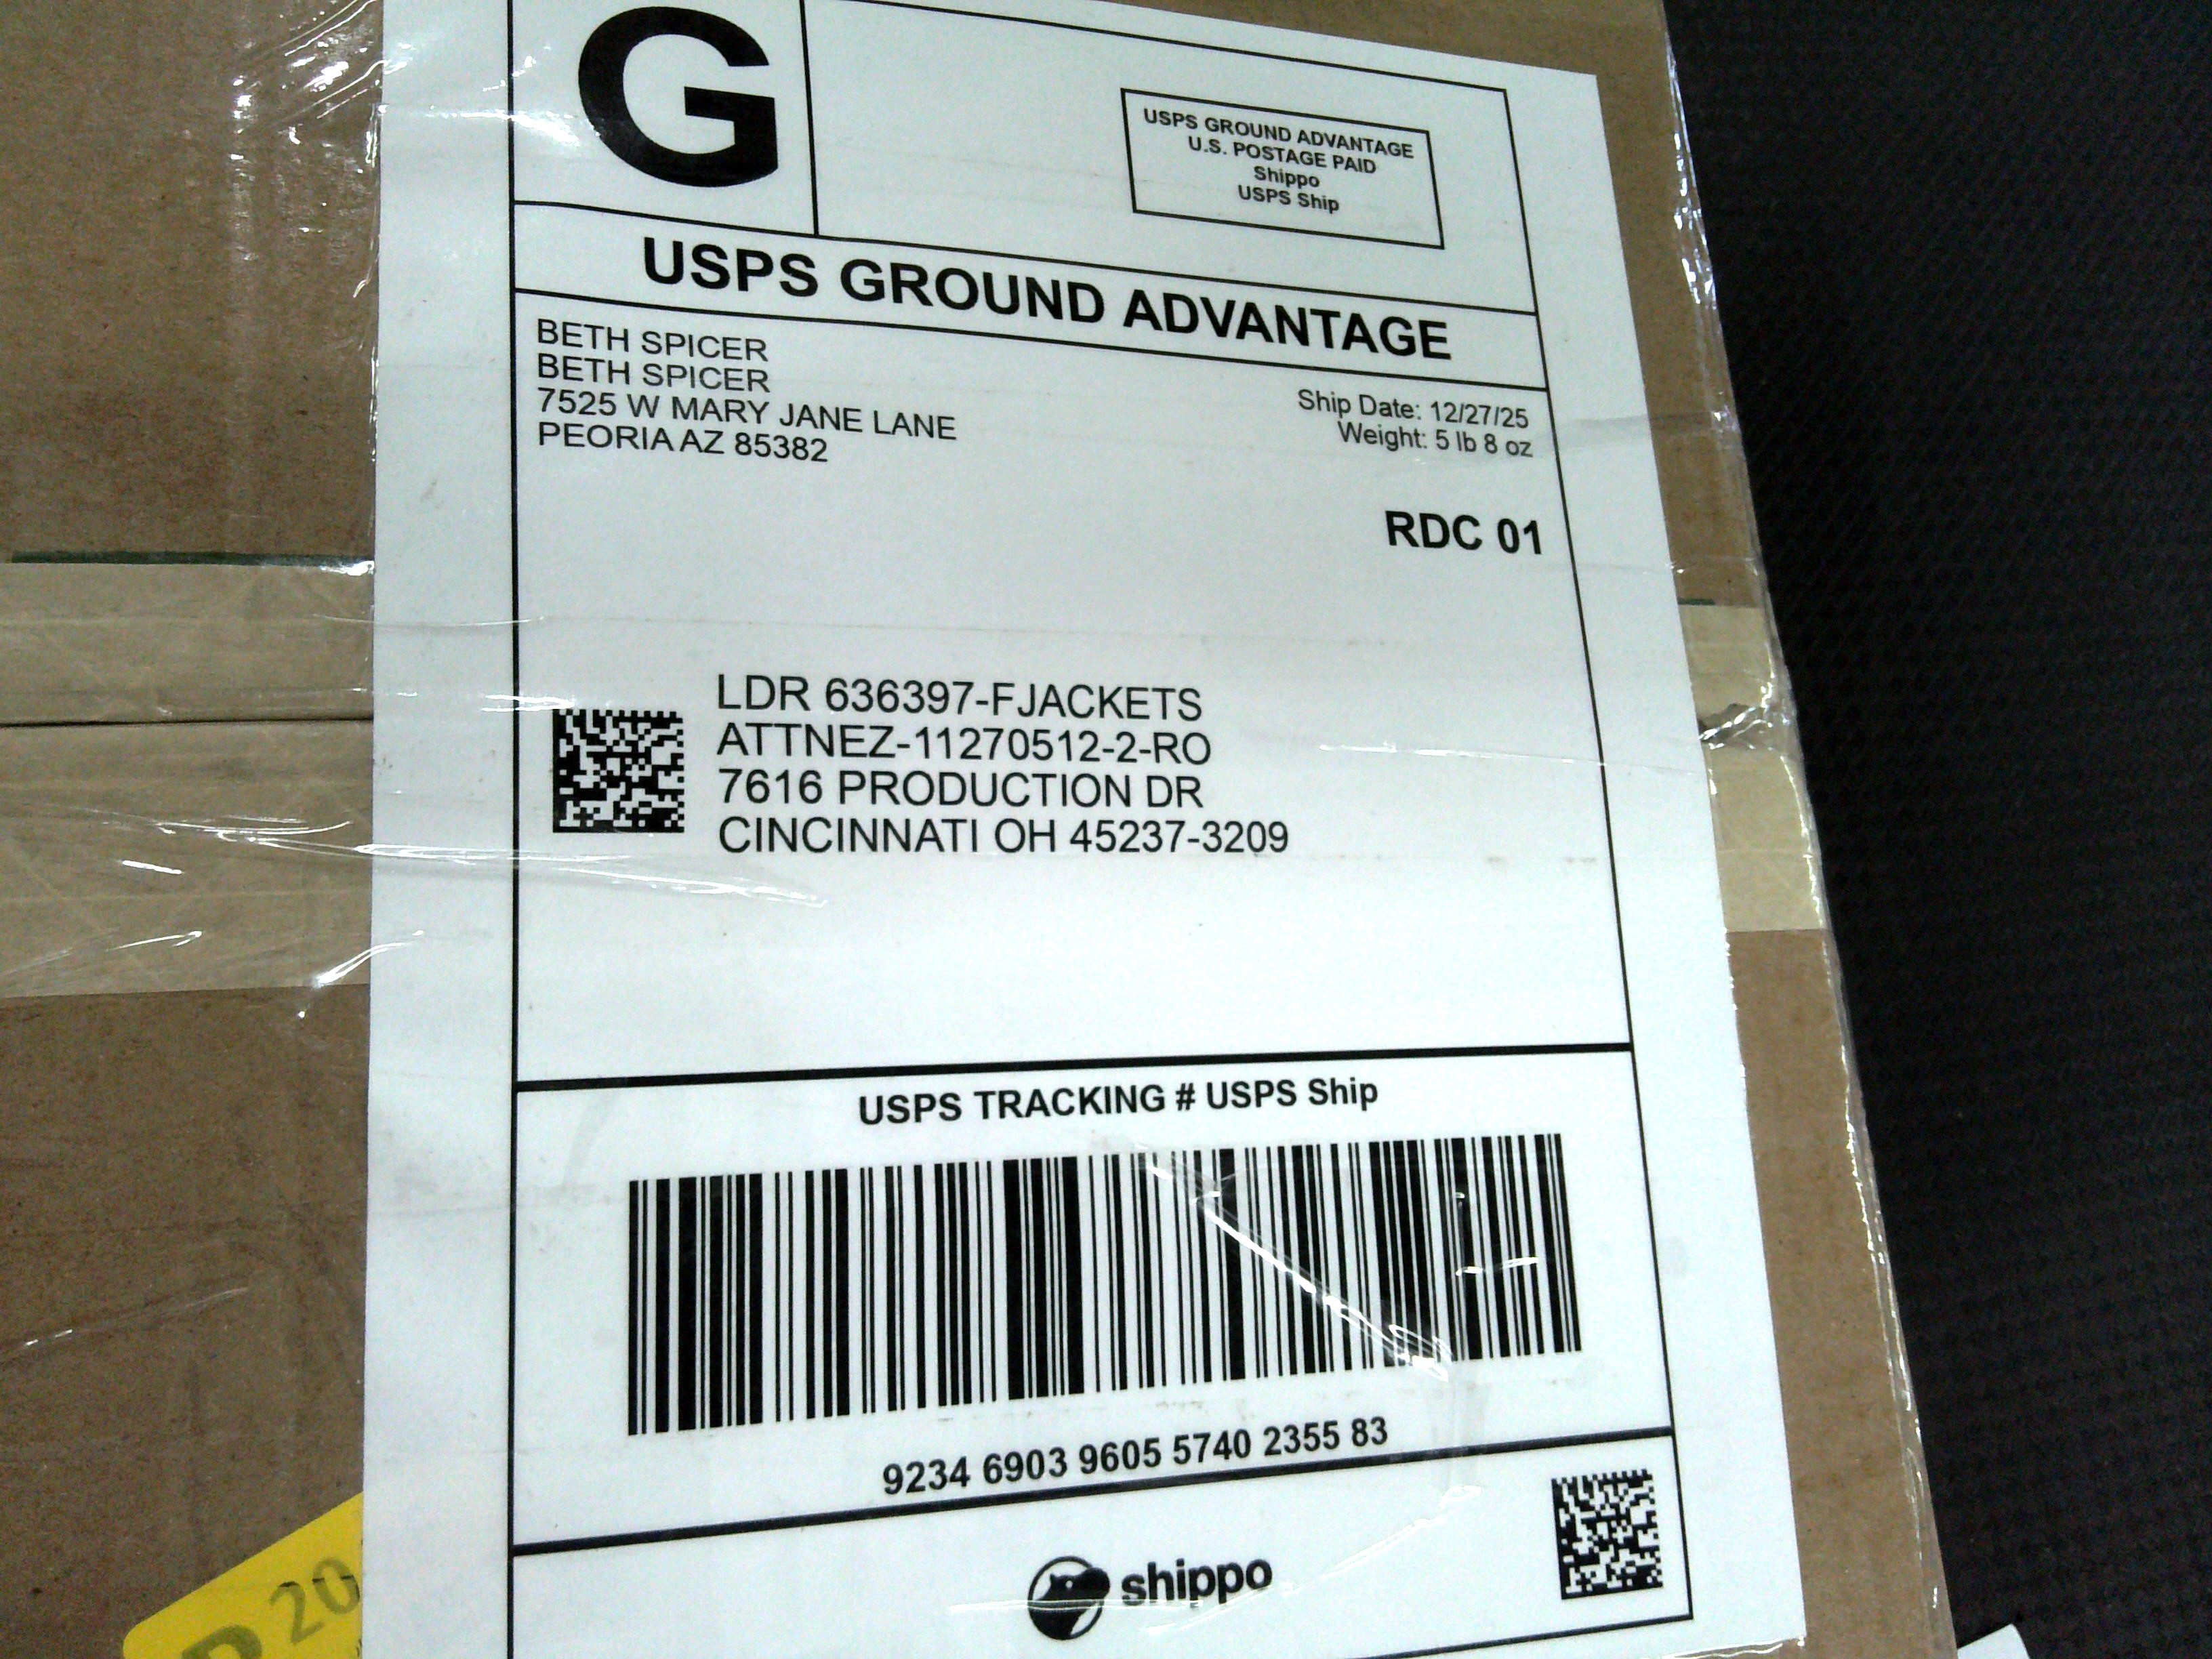 G
USPS GROUND ADVANTAGE
U.S. POSTAGE PAID
Shippo
USPS Ship
USPS GROUND ADVANTAGE
BETH SPICER
BETH SPICER
7525 W MARY JANE LANE
PEORIA AZ 85382
Ship Date: 12/27/25
Weight: 5 lb 8 oz
RDC 01
LDR 636397-FJACKETS
ATTNEZ-11270512-2-RO
7616 PRODUCTION DR
CINCINNATI OH 45237-3209
USPS TRACKING # USPS Ship
9234 6903 9605 5740 2355 83
shippo
20